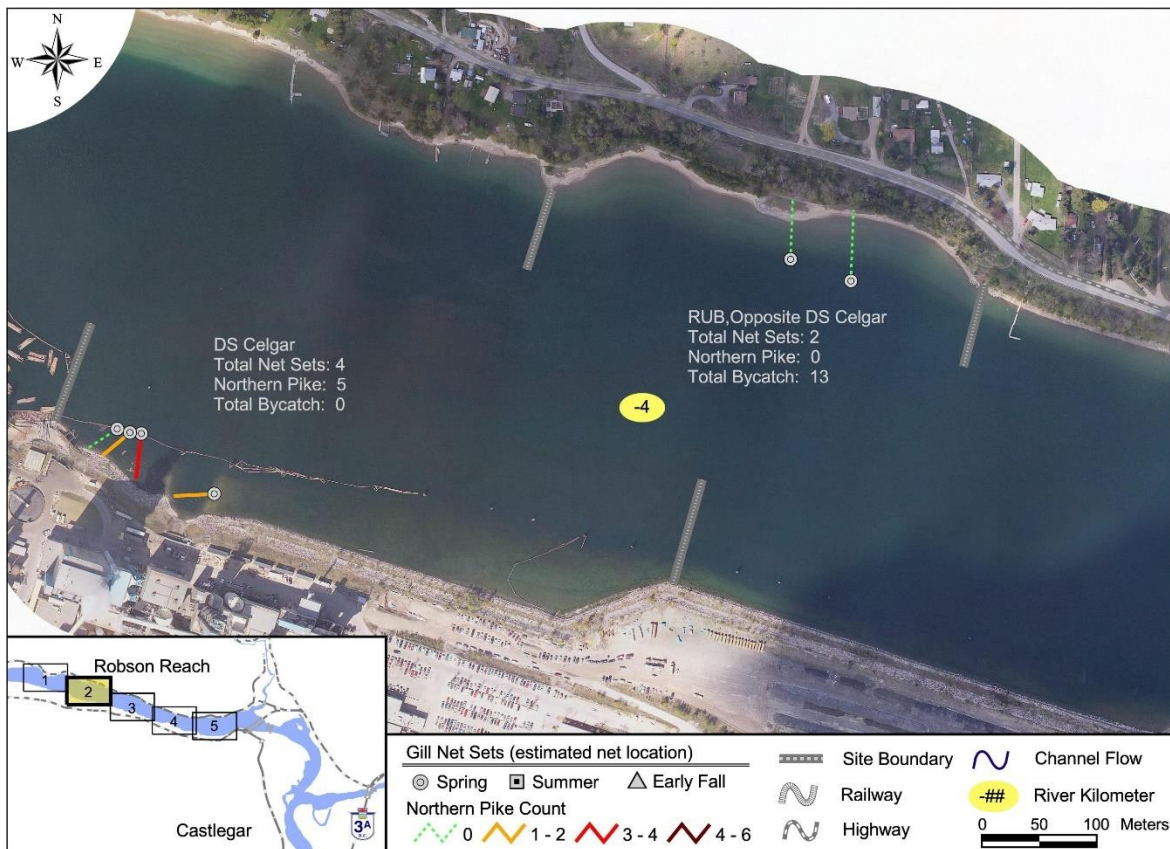 N
W E
S
DS Celgar
Total Net Sets: 4
Northern Pike: 5
Total Bycatch: 0
RUB,Opposite DS Celgar
Total Net Sets: 2
Northern Pike: 0
Total Bycatch: 13
-4
Robson Reach
1
2
3
4
5
Castlegar
3A
Gill Net Sets (estimated net location)
Spring Summer Early Fall
Northern Pike Count
0 1 - 2 3 - 4 4 - 6
Site Boundary
Railway
Highway
Channel Flow
-## River Kilometer
0 50 100 Meters